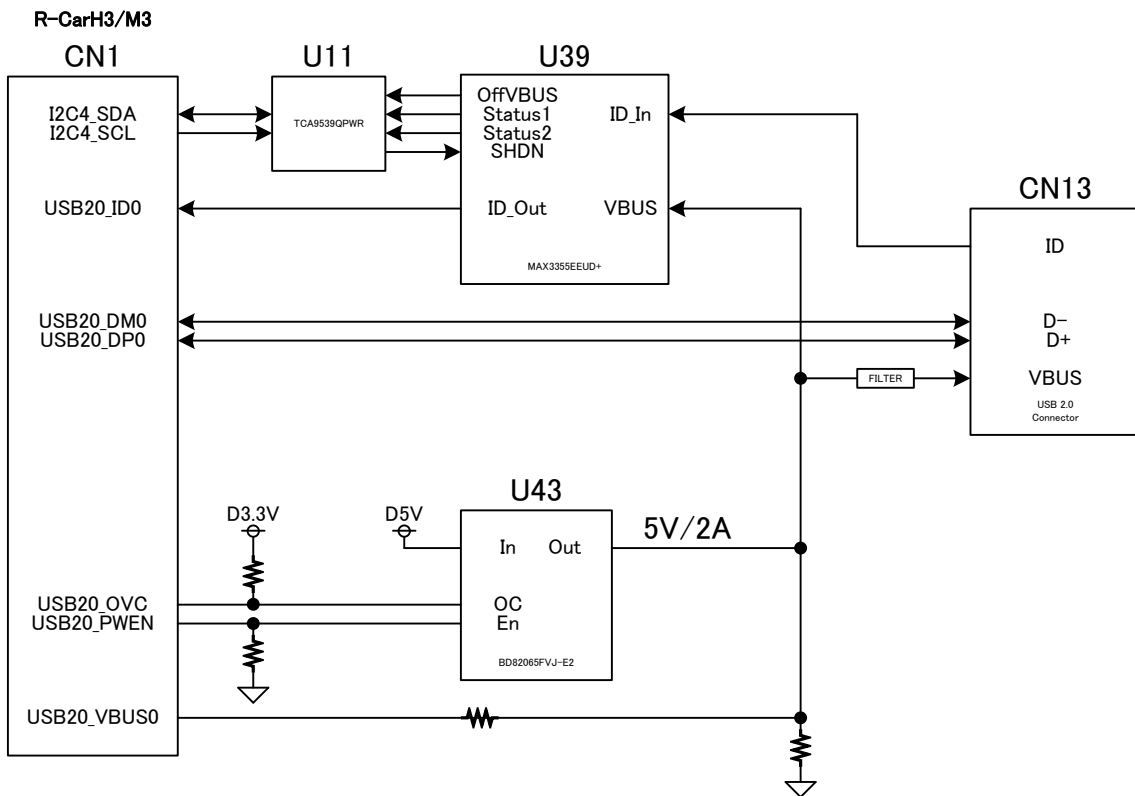 R-CarH3/M3
CN1
U11
U39
CN13
I2C4_SDA
I2C4_SCL
USB20_ID0
USB20_DM0
USB20_DP0
USB20_OVC
USB20_PWEN
USB20_VBUS0
TCA9539QPWR
OffVBUS
Status1
Status2
SHDN
ID_Out
ID_In
VBUS
MAX3355EEUD+
ID
D-
D+
VBUS
USB 2.0
Connector
FILTER
U43
D3.3V
D5V
In Out
OC
En
BD82065FVJ-E2
5V/2A